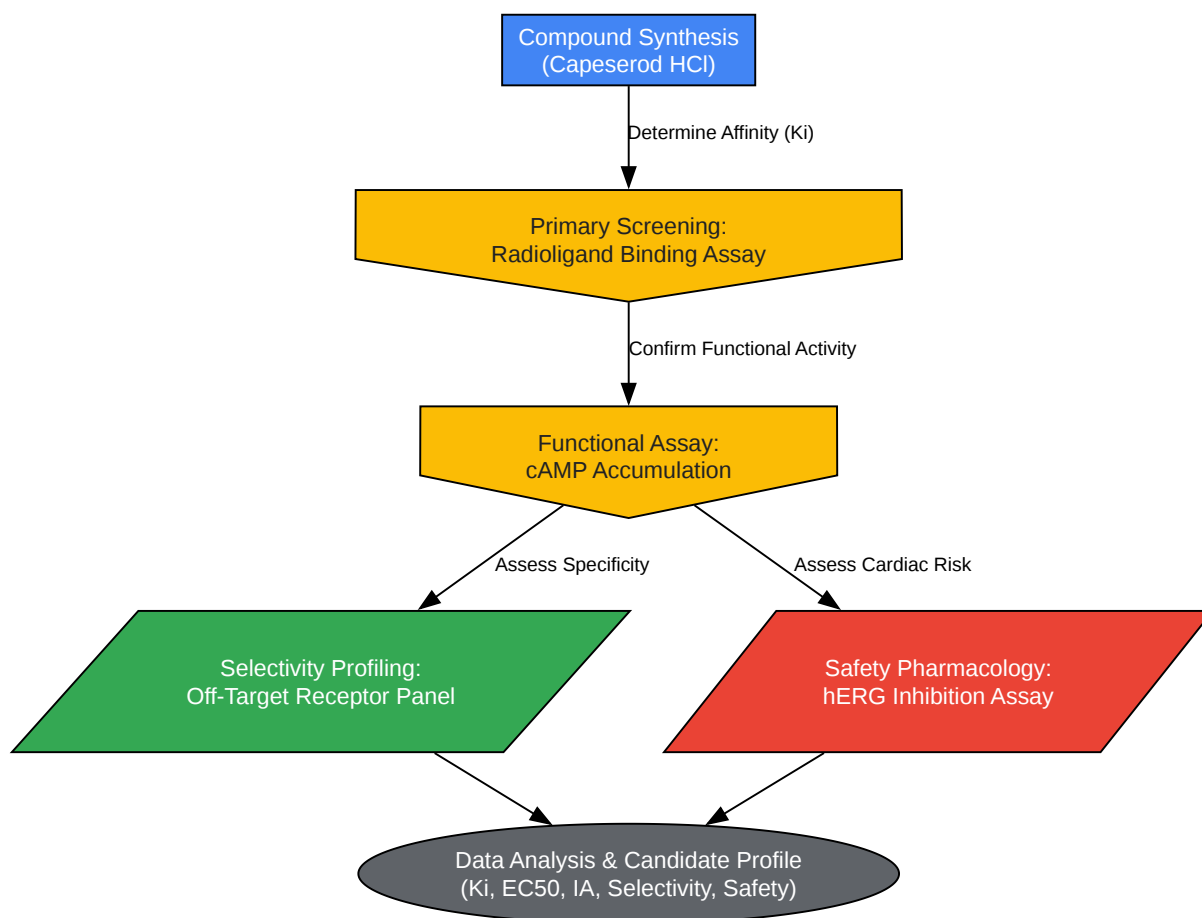 Compound Synthesis
(Capeserod HCl)
Determine Affinity (Ki)
Primary Screening:
Radioligand Binding Assay
Confirm Functional Activity
Functional Assay:
cAMP Accumulation
Assess Specificity
Assess Cardiac Risk
Selectivity Profiling:
Off-Target Receptor Panel
Safety Pharmacology:
hERG Inhibition Assay
Data Analysis & Candidate Profile
(Ki, EC50, IA, Selectivity, Safety)